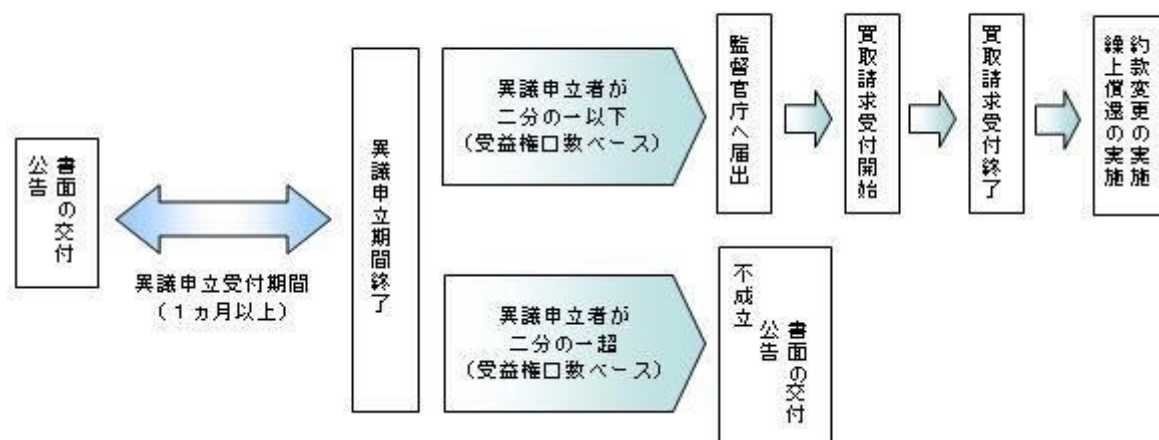 書面の交付
公告
異議申立受付期間
（１ヵ月以上）
異議申立期間終了
異議申立者が
二分の一以下
（受益権口数ベース）
監督官庁へ届出
買取請求受付開始
買取請求受付終了
約款変更の実施
繰上償還の実施
異議申立者が
二分の一超
（受益権口数ベース）
不成立
書面の交付
公告